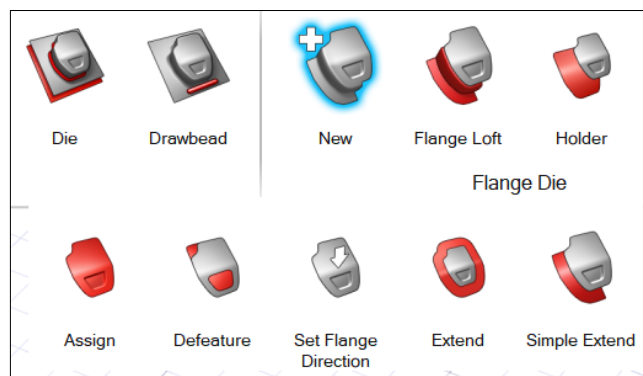 Die Drawbead New Flange Loft Holder
Flange Die
Assign Defeature Set Flange Extend Simple Extend
Direction